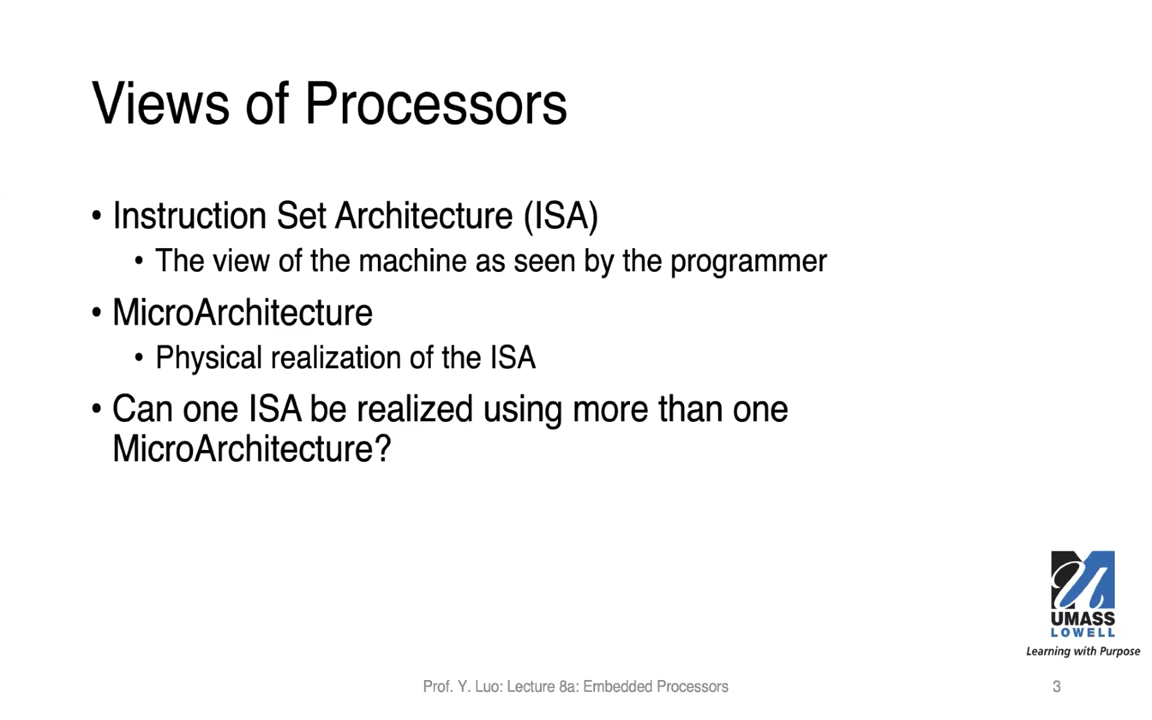 Views of Processors
• Instruction Set Architecture (ISA)
• The view of the machine as seen by the programmer
• MicroArchitecture
• Physical realization of the ISA
• Can one ISA be realized using more than one
MicroArchitecture?
UMASS
LOWELL
Learning with Purpose
Prof. Y. Luo: Lecture 8a: Embedded Processors
3